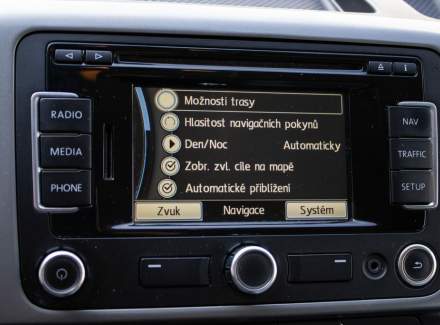 RADIO
MEDIA
PHONE
Možnosti trasy
Hlasitost navigačních pokynů
Den/Noc Automaticky
Zobr. zvl. cíle na mapě
Automatické přiblížení
Zvuk Navigace Systém
NAV
TRAFFIC
SETUP